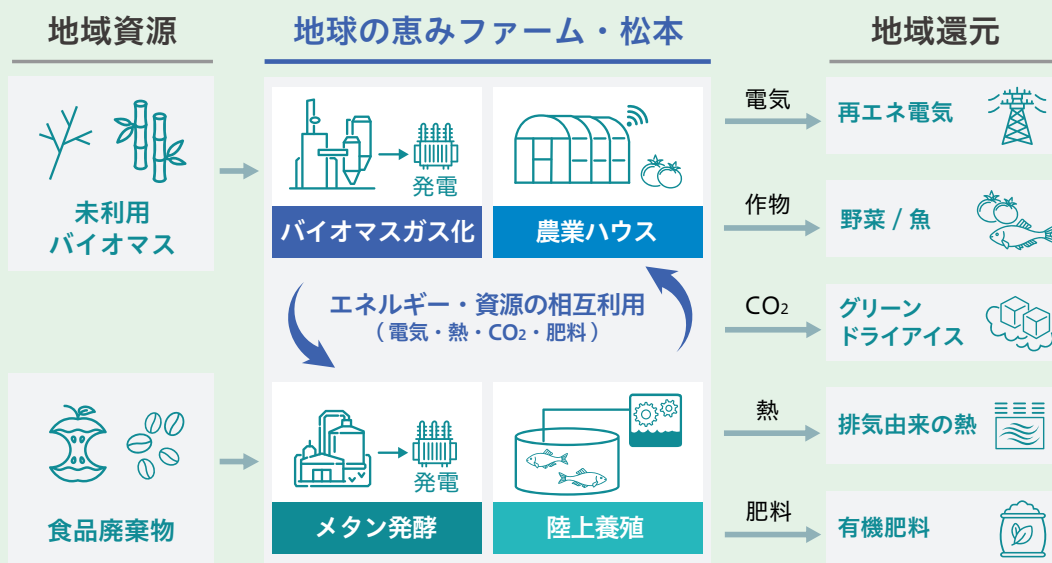 地域資源
地球の恵みファーム・松本
地域還元
未利用
バイオマス
食品廃棄物
発電
バイオマスガス化
農業ハウス
エネルギー・資源の相互利用
（電気・熱・CO₂・肥料）
発電
メタン発酵
陸上養殖
電気
再エネ電気
作物
野菜 / 魚
CO₂
グリーン
ドライアイス
熱
排気由来の熱
肥料
有機肥料